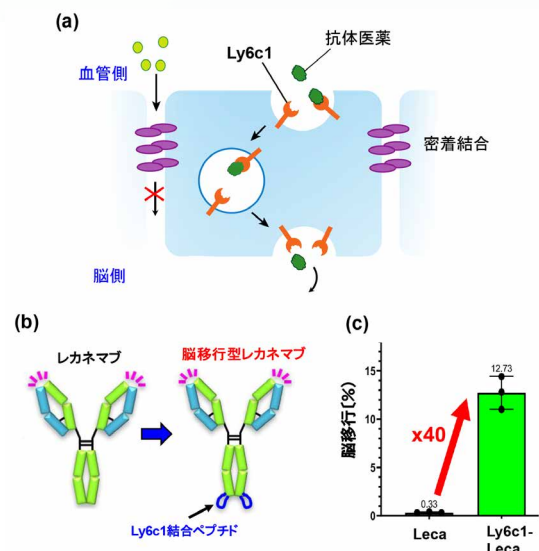 (a)
抗体医薬
Ly6c1
血管側
密着結合
脳側
(b)
レカネマブ
脳移行型レカネマブ
Ly6c1結合ペプチド
(c)
脳移行(%)
15
10
5
0
12.73
x40
0.33
Leca
Ly6c1-
Leca